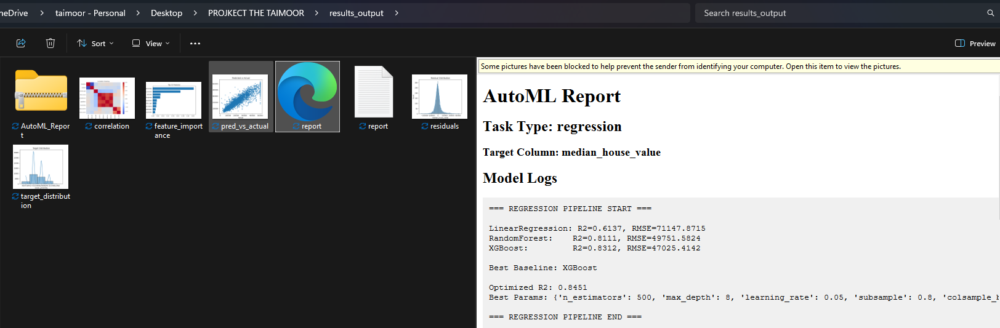 neDrive > taimoor - Personal > Desktop > PROJKECT THE TAIMOOR > results_output >
Search results_output
Sort
View
Preview
AutoML_Repor
t
correlation
feature_importa
ance
pred_vs_actual
report
report
residuals
target_distribut
ion
Some pictures have been blocked to help prevent the sender from identifying your computer. Open this item to view the pictures.
AutoML Report
Task Type: regression
Target Column: median_house_value
Model Logs
=== REGRESSION PIPELINE START ===
LinearRegression: R2=0.6137, RMSE=71147.8715
RandomForest: R2=0.8111, RMSE=49751.5824
XGBoost: R2=0.8312, RMSE=47025.4142
Best Baseline: XGBoost
Optimized R2: 0.8451
Best Params: {'n_estimators': 500, 'max_depth': 8, 'learning_rate': 0.05, 'subsample': 0.8, 'colsample_b
=== REGRESSION PIPELINE END ===